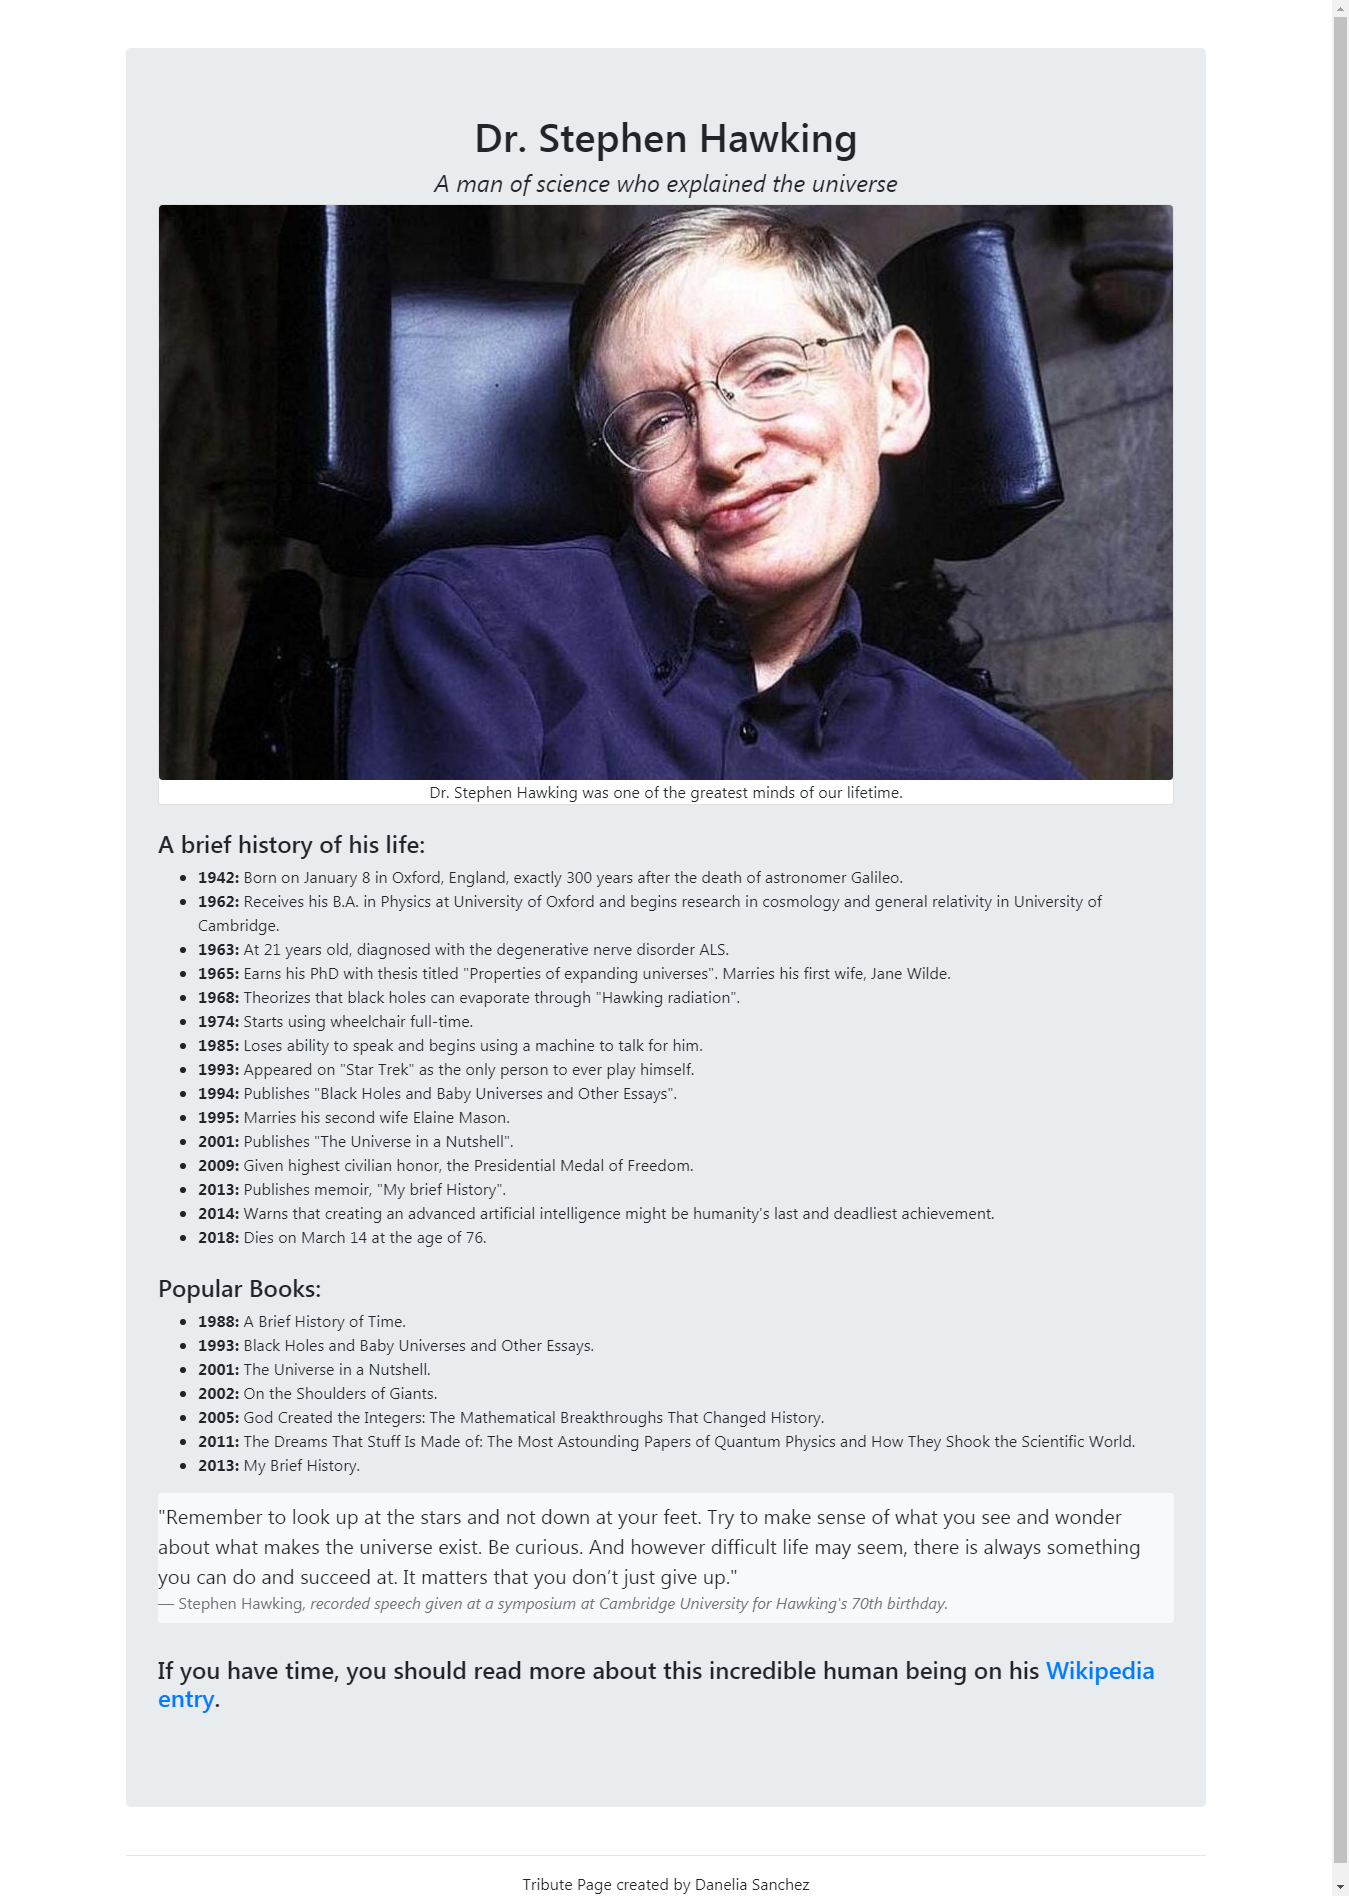 Dr. Stephen Hawking
A man of science who explained the universe
Dr. Stephen Hawking was one of the greatest minds of our lifetime.
A brief history of his life:
1942: Born on January 8 in Oxford, England, exactly 300 years after the death of astronomer Galileo.
1962: Receives his B.A. in Physics at University of Oxford and begins research in cosmology and general relativity in University of
Cambridge.
1963: At 21 years old, diagnosed with the degenerative nerve disorder ALS.
1965: Earns his PhD with thesis titled "Properties of expanding universes". Marries his first wife, Jane Wilde.
1968: Theorizes that black holes can evaporate through "Hawking radiation".
1974: Starts using wheelchair full-time.
1985: Loses ability to speak and begins using a machine to talk for him.
1993: Appeared on "Star Trek" as the only person to ever play himself.
1994: Publishes "Black Holes and Baby Universes and Other Essays".
1995: Marries his second wife Elaine Mason.
2001: Publishes "The Universe in a Nutshell".
2009: Given highest civilian honor, the Presidential Medal of Freedom.
2013: Publishes memoir, "My brief History".
2014: Warns that creating an advanced artificial intelligence might be humanity's last and deadliest achievement.
2018: Dies on March 14 at the age of 76.
Popular Books:
1988: A Brief History of Time.
1993: Black Holes and Baby Universes and Other Essays.
2001: The Universe in a Nutshell.
2002: On the Shoulders of Giants.
2005: God Created the Integers: The Mathematical Breakthroughs That Changed History.
2011: The Dreams That Stuff Is Made of: The Most Astounding Papers of Quantum Physics and How They Shook the Scientific World.
2013: My Brief History.
"Remember to look up at the stars and not down at your feet. Try to make sense of what you see and wonder
about what makes the universe exist. Be curious. And however difficult life may seem, there is always something
you can do and succeed at. It matters that you don’t just give up."
— Stephen Hawking, recorded speech given at a symposium at Cambridge University for Hawking's 70th birthday.
If you have time, you should read more about this incredible human being on his Wikipedia
entry.
Tribute Page created by Danelia Sanchez